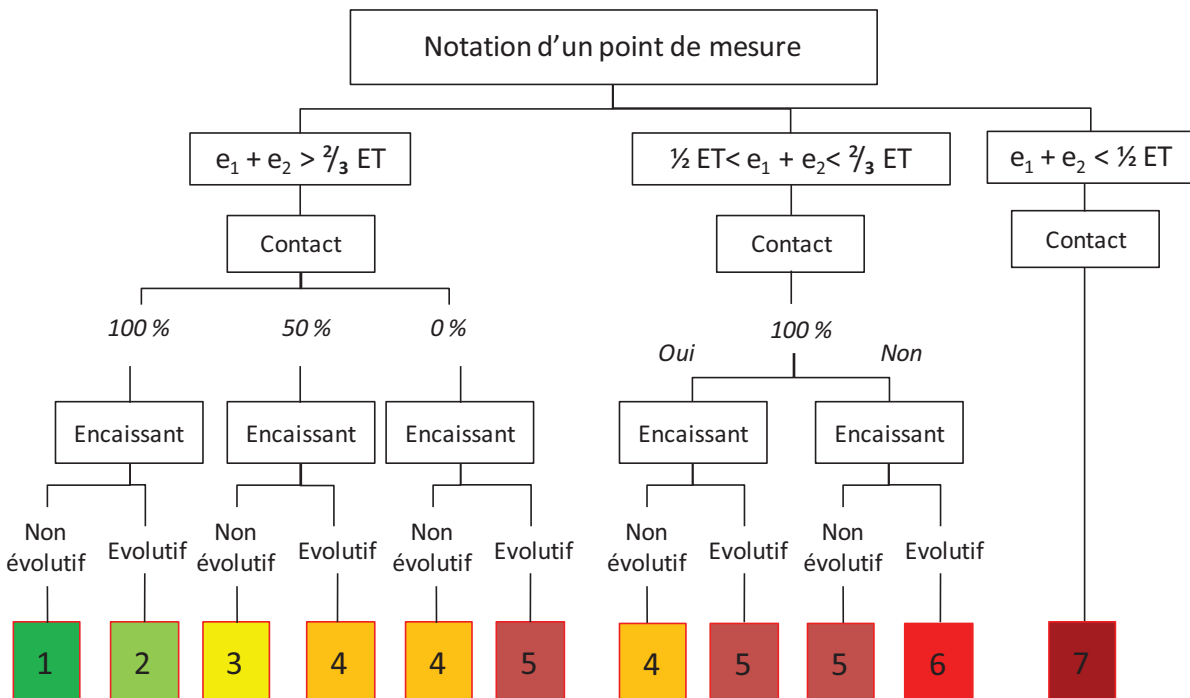 Notation d’un point de mesure
e₁ + e₂ > ²/₃ ET
½ ET< e₁ + e₂< ²/₃ ET
e₁ + e₂ < ½ ET
Contact
Contact
Contact
100 %
50 %
0 %
100 %
Oui
Non
Encaissant
Encaissant
Encaissant
Encaissant
Encaissant
Non
évolutif
Evolutif
Non
évolutif
Evolutif
Non
évolutif
Evolutif
Non
évolutif
Evolutif
Non
évolutif
Evolutif
1
2
3
4
4
5
4
5
5
6
7